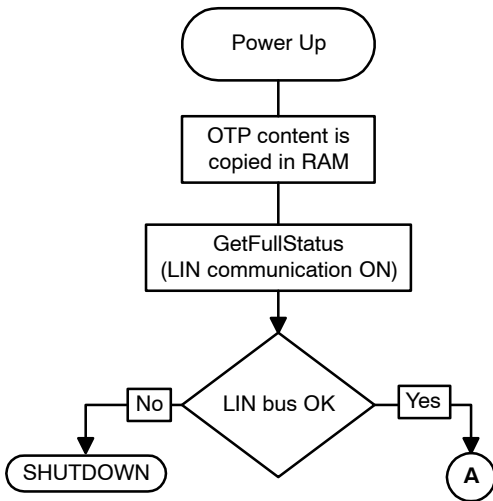 Power Up
OTP content is
copied in RAM
GetFullStatus
(LIN communication ON)
LIN bus OK
No
Yes
SHUTDOWN
A